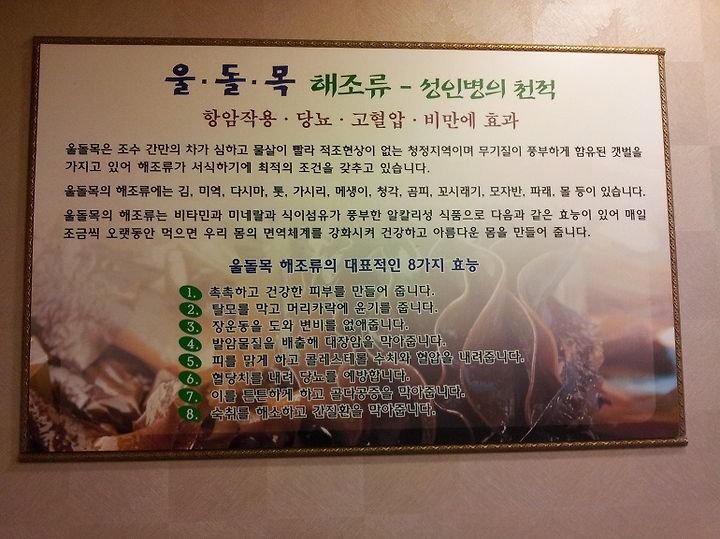 울·돌·목 해조류 - 성인병의 천적
항암작용·당뇨·고혈압·비만에 효과
울돌목은 조수 간만의 차가 심하고 물살이 빨라 적조현상이 없는 청정지역이며 무기질이 풍부하게 함유된 갯벌을
가지고 있어 해조류가 서식하기에 최적의 조건을 갖추고 있습니다.
울돌목의 해조류에는 김, 미역, 다시마, 톳, 가시리, 메생이, 청각, 곰피, 꼬시래기, 모자반, 파래, 몰 등이 있습니다.
울돌목의 해조류는 비타민과 미네랄과 식이섬유가 풍부한 알칼리성 식품으로 다음과 같은 효능이 있어 매일
조금씩 오랫동안 먹으면 우리 몸의 면역체계를 강화시켜 건강하고 아름다운 몸을 만들어 줍니다.
울돌목 해조류의 대표적인 8가지 효능
1. 촉촉하고 건강한 피부를 만들어 줍니다.
2. 탈모를 막고 머리카락에 윤기를 줍니다.
3. 장운동을 도와 변비를 없애줍니다.
4. 발암물질을 배출해 대장암을 막아줍니다.
5. 피를 맑게 하고 콜레스테롤 수치와 혈압을 내려줍니다.
6. 혈당치를 내려 당뇨를 예방합니다.
7. 이를 튼튼하게 하고 골다공증을 막아줍니다.
8. 숙취를 해소하고 간질환을 막아줍니다.